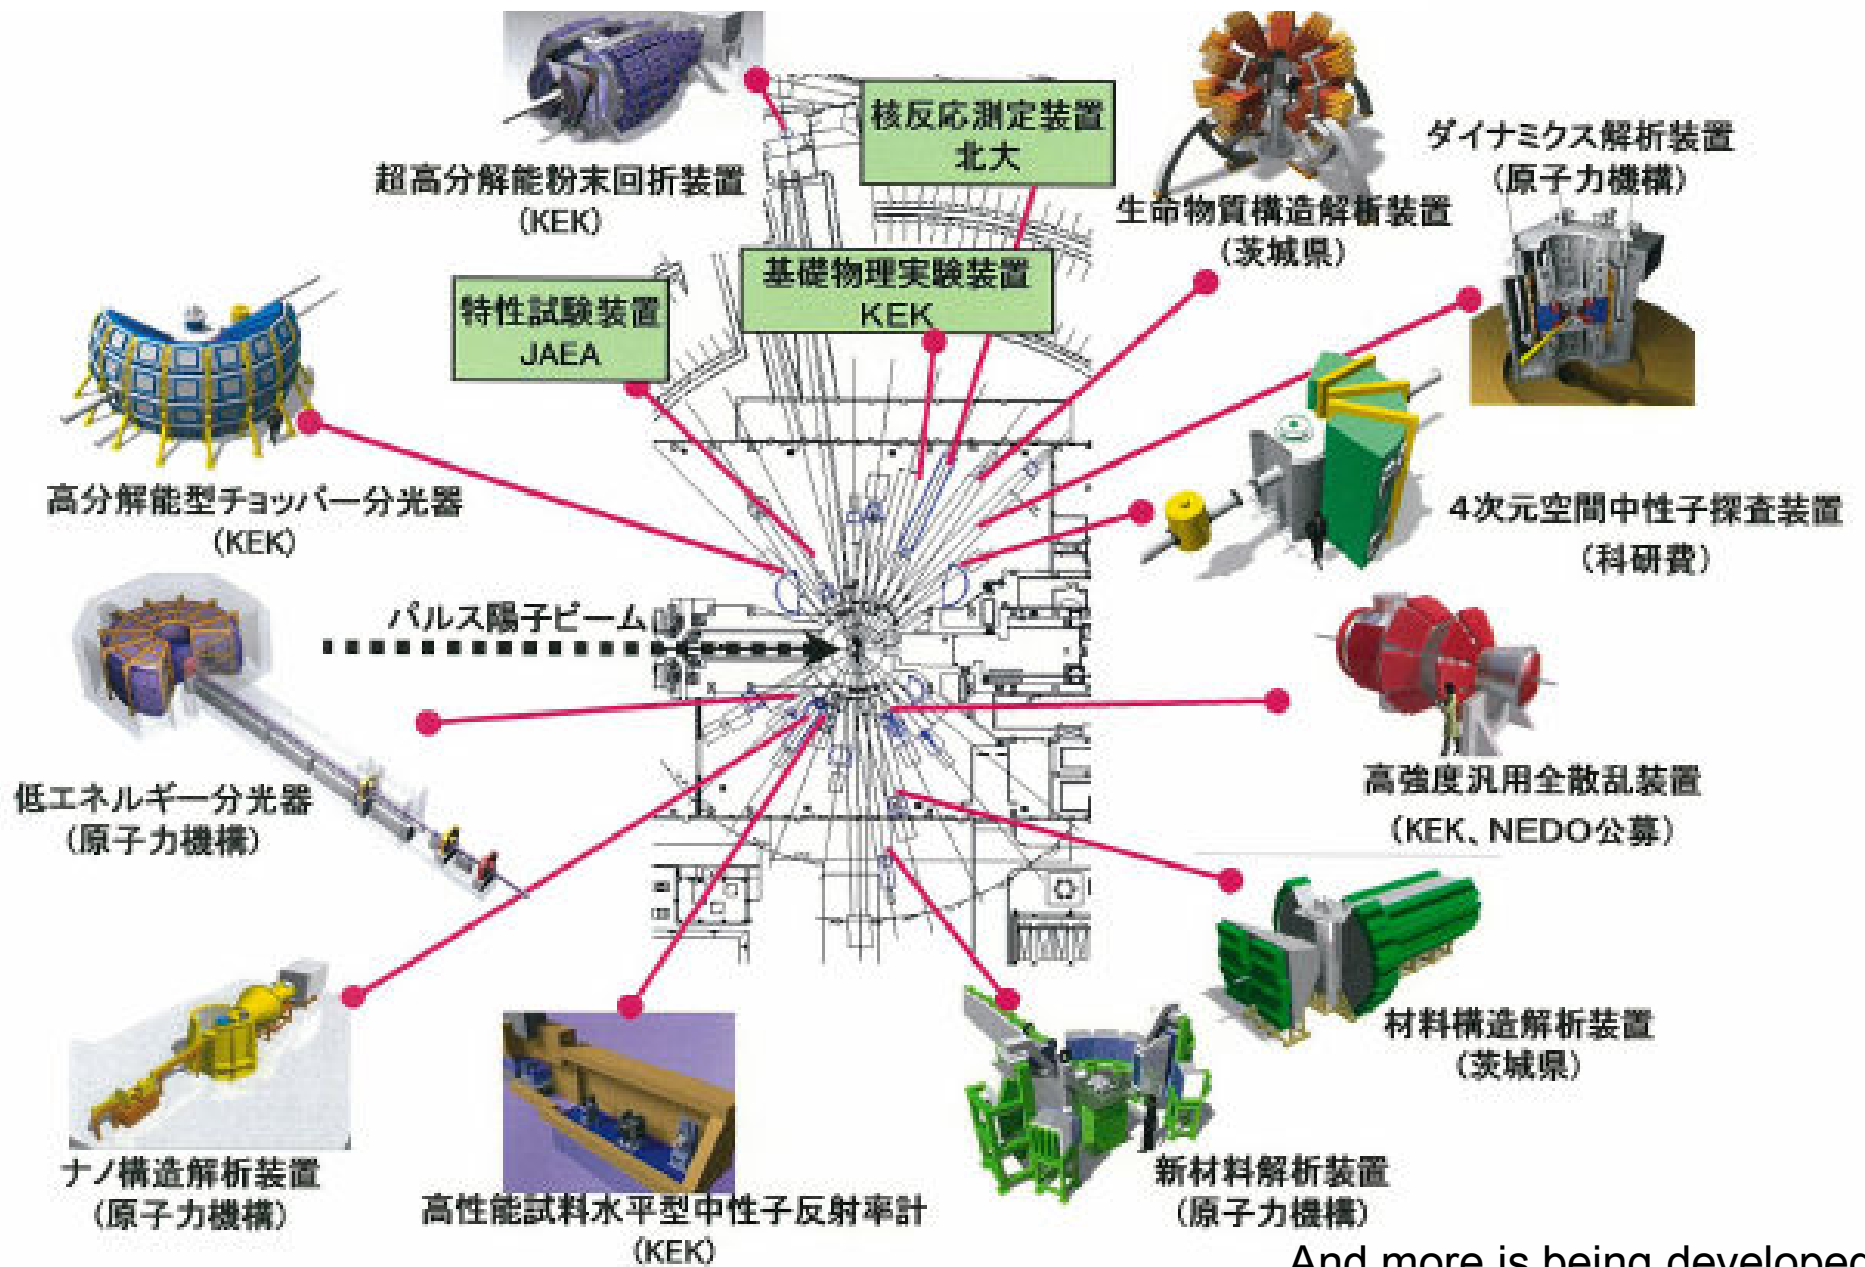 核反応測定装置
北大
ダイナミクス解析装置
(原子力機構)
超高分解能粉末回折装置
(KEK)
生命物質構造解析装置
(茨城県)
基礎物理実験装置
KEK
特性試験装置
JAEA
高分解能型チョッパー分光器
(KEK)
4次元空間中性子探査装置
(科研費)
パルス陽子ビーム
高強度汎用全散乱装置
(KEK、NEDO公募)
低エネルギー分光器
(原子力機構)
材料構造解析装置
(茨城県)
ナノ構造解析装置
(原子力機構)
新材料解析装置
(原子力機構)
高性能試料水平型中性子反射率計
(KEK)
And more is being developed